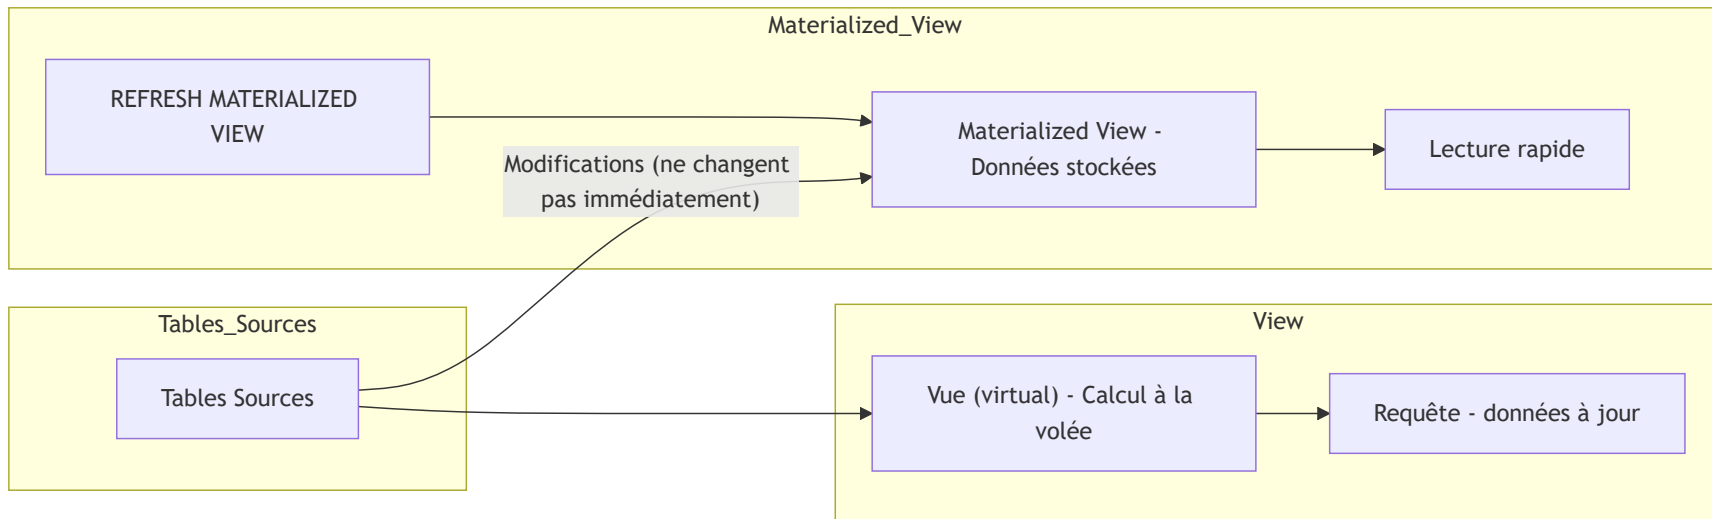 Materialized_View
REFRESH MATERIALIZED
VIEW
Modifications (ne changent
pas immédiatement)
Materialized View -
Données stockées
Lecture rapide
Tables_Sources
Tables Sources
View
Vue (virtual) - Calcul à la
volée
Requête - données à jour